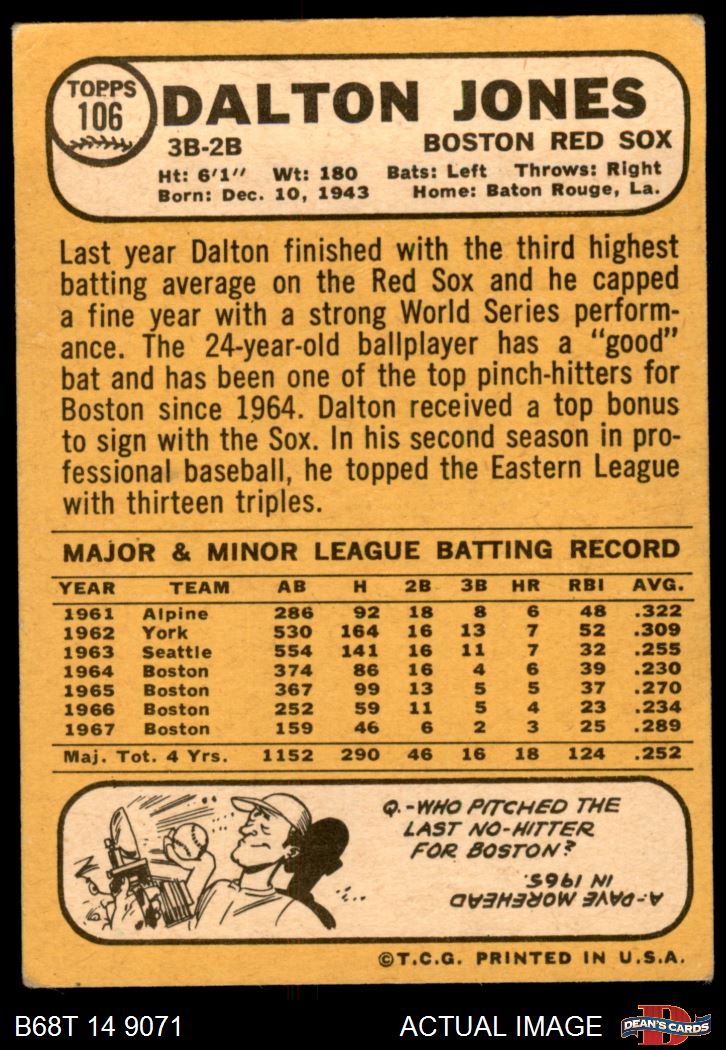 TOPPS
106
DALTON JONES
3B-2B BOSTON RED SOX
Ht: 6'1" Wt: 180 Bats: Left Throws: Right
Born: Dec. 10, 1943 Home: Baton Rouge, La.
Last year Dalton finished with the third highest
batting average on the Red Sox and he capped
a fine year with a strong World Series perform-
ance. The 24-year-old ballplayer has a "good"
bat and has been one of the top pinch-hitters for
Boston since 1964. Dalton received a top bonus
to sign with the Sox. In his second season in pro-
fessional baseball, he topped the Eastern League
with thirteen triples.
MAJOR & MINOR LEAGUE BATTING RECORD
YEAR TEAM AB H 2B 3B HR RBI AVG.
1961 Alpine 286 92 18 8 6 48 .322
1962 York 530 164 16 13 7 52 .309
1963 Seattle 554 141 16 11 7 32 .255
1964 Boston 374 86 16 4 6 39 .230
1965 Boston 367 99 13 5 5 37 .270
1966 Boston 252 59 11 5 4 23 .234
1967 Boston 159 46 6 2 3 25 .289
Maj. Tot. 4 Yrs. 1152 290 46 16 18 124 .252
Q.-WHO PITCHED THE
LAST NO-HITTER
FOR BOSTON?
A.-DAVE MOREHEAD
IN 1965.
©T.C.G. PRINTED IN U.S.A.
B68T 14 9071 ACTUAL IMAGE
D
DEAN'S CARDS